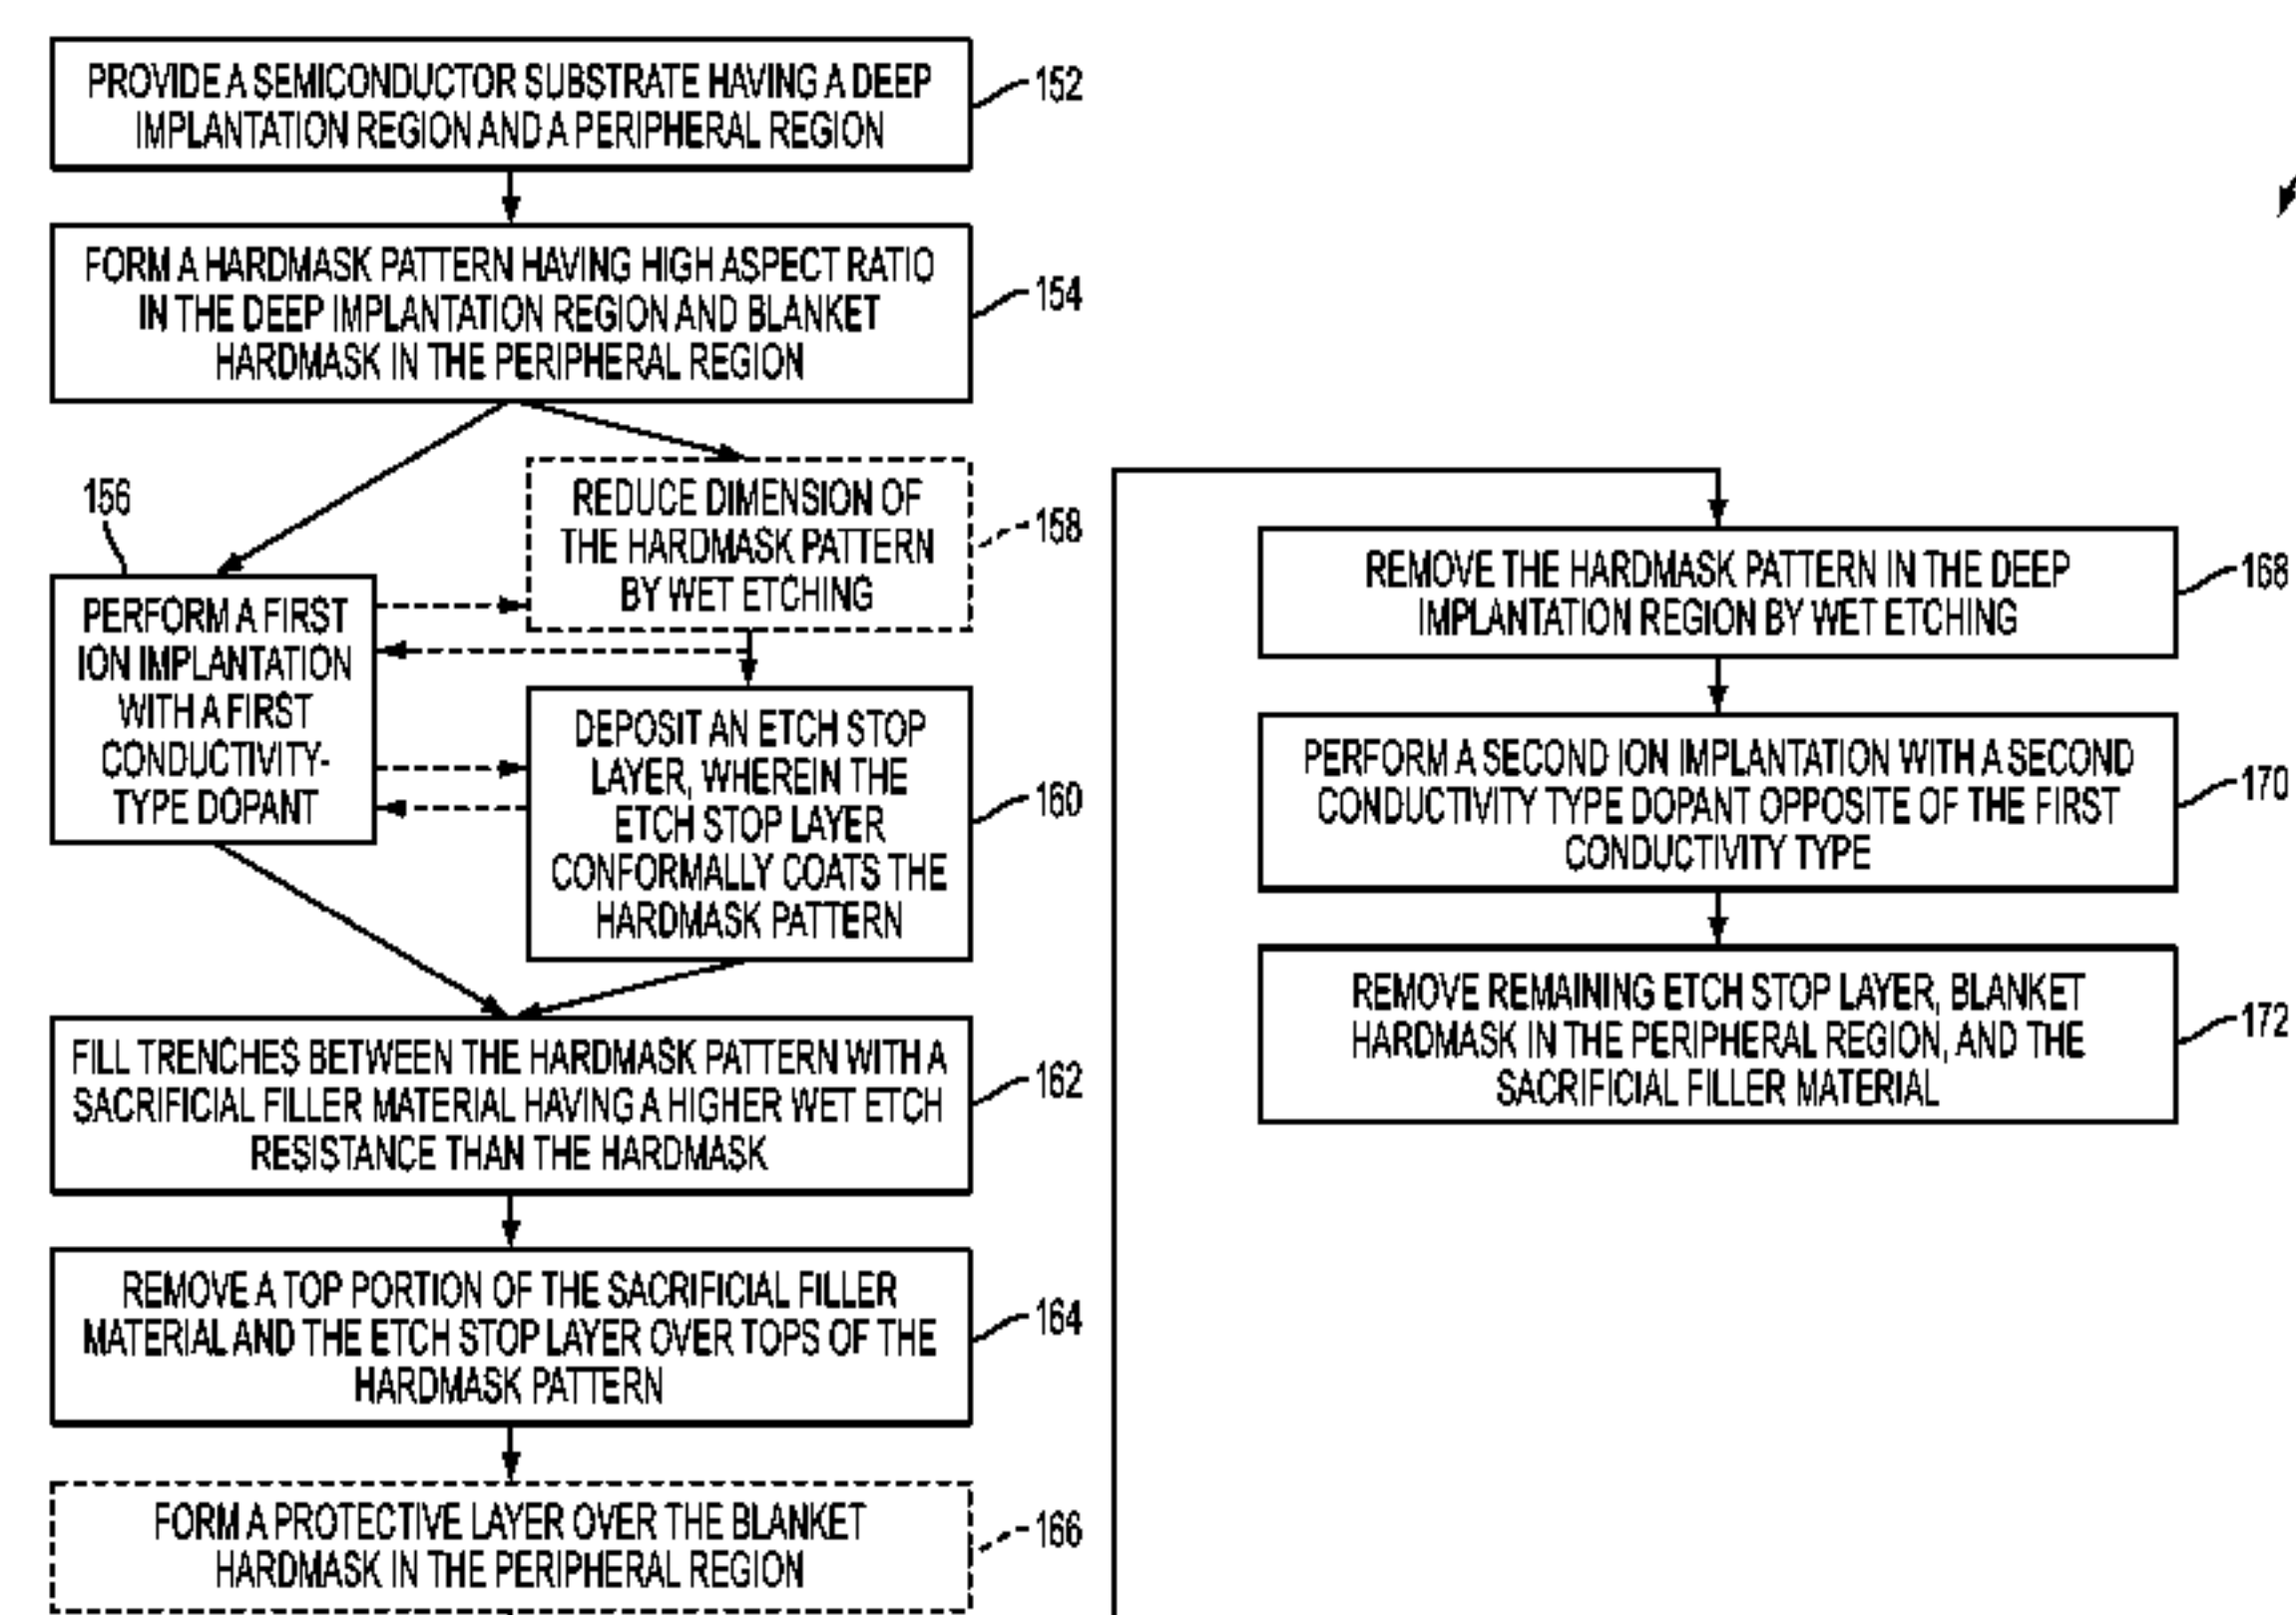 PROVIDE A SEMICONDUCTOR SUBSTRATE HAVING A DEEP
IMPLANTATION REGION AND A PERIPHERAL REGION
152
FORM A HARDMASK PATTERN HAVING HIGH ASPECT RATIO
IN THE DEEP IMPLANTATION REGION AND BLANKET
HARDMASK IN THE PERIPHERAL REGION
154
156
PERFORM A FIRST
ION IMPLANTATION
WITH A FIRST
CONDUCTIVITY-
TYPE DOPANT
REDUCE DIMENSION OF
THE HARDMASK PATTERN
BY WET ETCHING
158
DEPOSIT AN ETCH STOP
LAYER, WHEREIN THE
ETCH STOP LAYER
CONFORMALLY COATS THE
HARDMASK PATTERN
160
FILL TRENCHES BETWEEN THE HARDMASK PATTERN WITH A
SACRIFICIAL FILLER MATERIAL HAVING A HIGHER WET ETCH
RESISTANCE THAN THE HARDMASK
162
REMOVE A TOP PORTION OF THE SACRIFICIAL FILLER
MATERIAL AND THE ETCH STOP LAYER OVER TOPS OF THE
HARDMASK PATTERN
164
FORM A PROTECTIVE LAYER OVER THE BLANKET
HARDMASK IN THE PERIPHERAL REGION
166
REMOVE THE HARDMASK PATTERN IN THE DEEP
IMPLANTATION REGION BY WET ETCHING
168
PERFORM A SECOND ION IMPLANTATION WITH A SECOND
CONDUCTIVITY TYPE DOPANT OPPOSITE OF THE FIRST
CONDUCTIVITY TYPE
170
REMOVE REMAINING ETCH STOP LAYER, BLANKET
HARDMASK IN THE PERIPHERAL REGION, AND THE
SACRIFICIAL FILLER MATERIAL
172